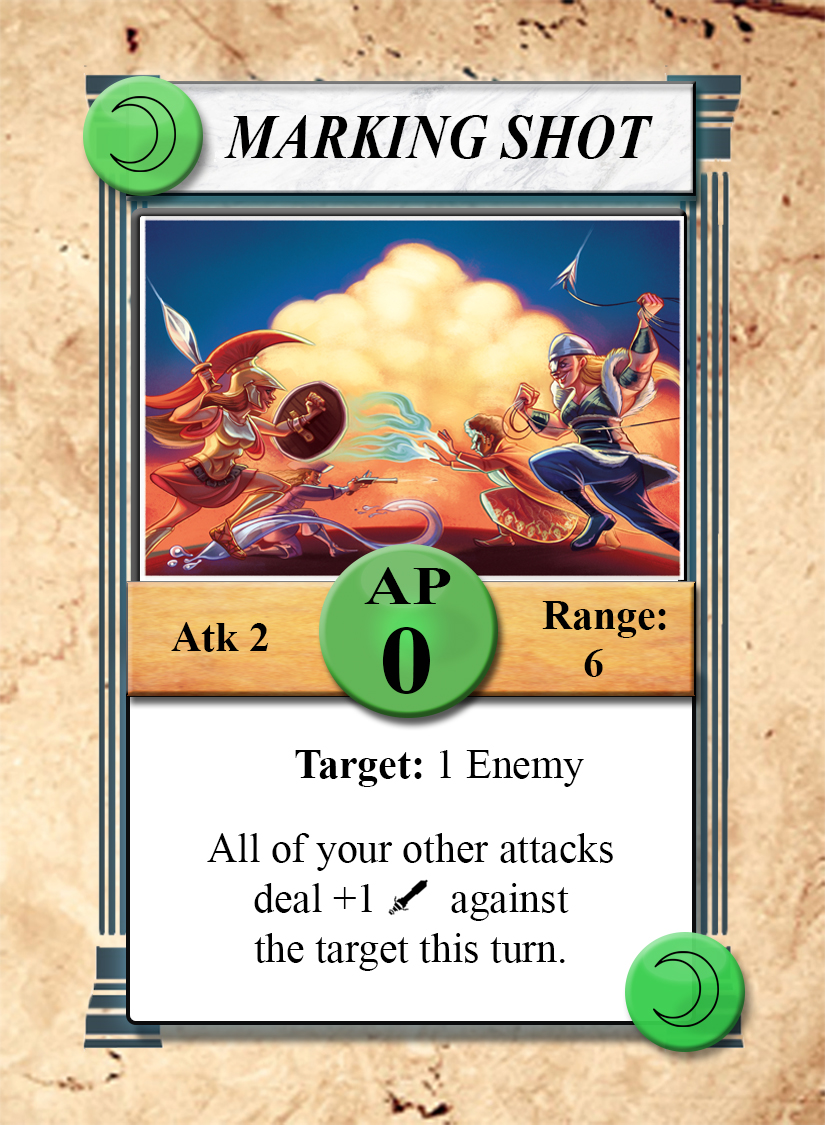 MARKING SHOT
Atk 2
AP
0
Range:
6
Target: 1 Enemy
All of your other attacks
deal +1 against
the target this turn.